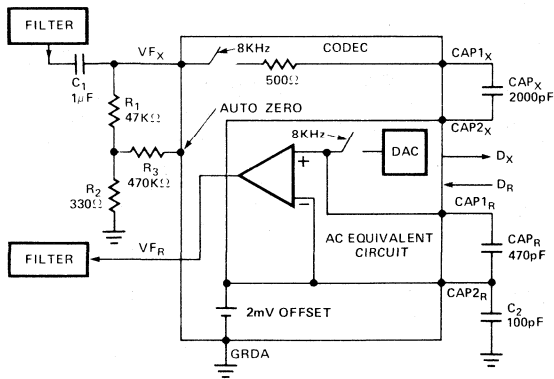 FILTER
VFX
8KHz
CODEC
CAP1X
C1
1μF
500Ω
CAPX
2000pF
R1
47KΩ
AUTO ZERO
CAP2X
8KHz
DAC
DX
R3
470KΩ
+
−
DR
R2
330Ω
CAP1R
FILTER
VFR
AC EQUIVALENT
CIRCUIT
CAPR
470pF
CAP2R
2mV OFFSET
C2
100pF
GRDA